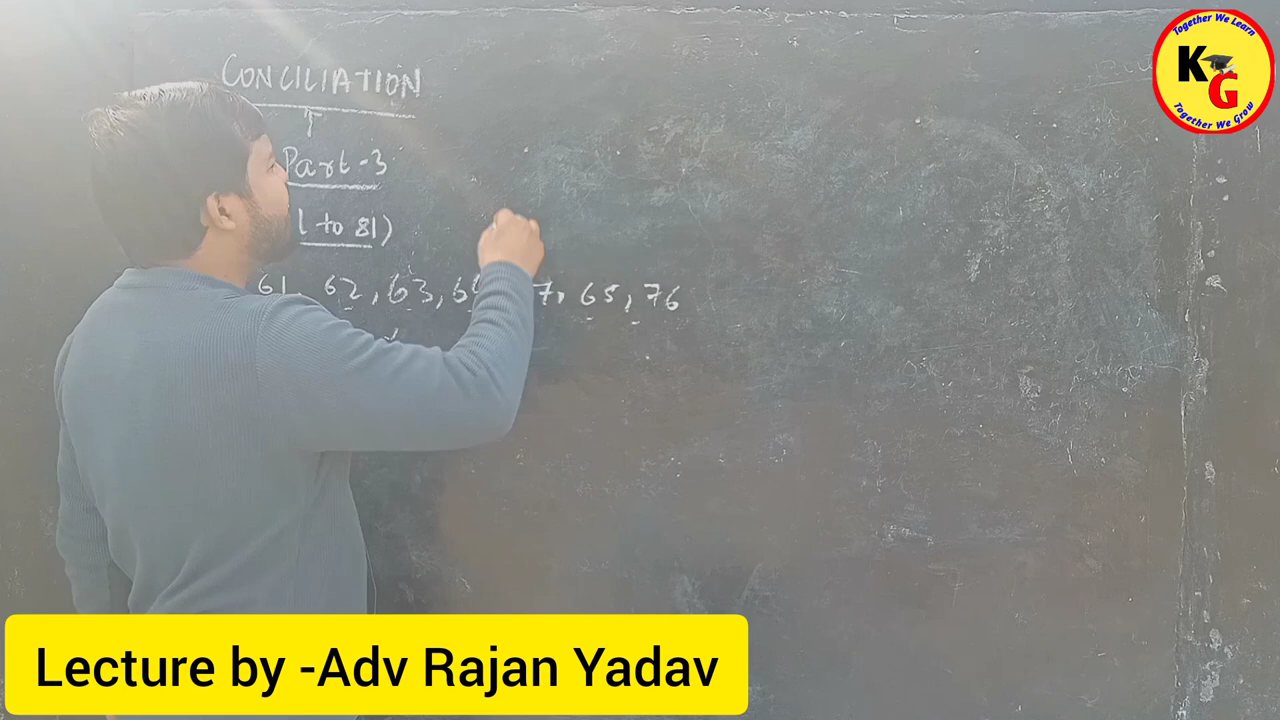 CONCILIATION
Part-3
to 81)
61, 62, 63, 7, 65, 76
Together We Learn
KG
Together We Grow
Lecture by -Adv Rajan Yadav